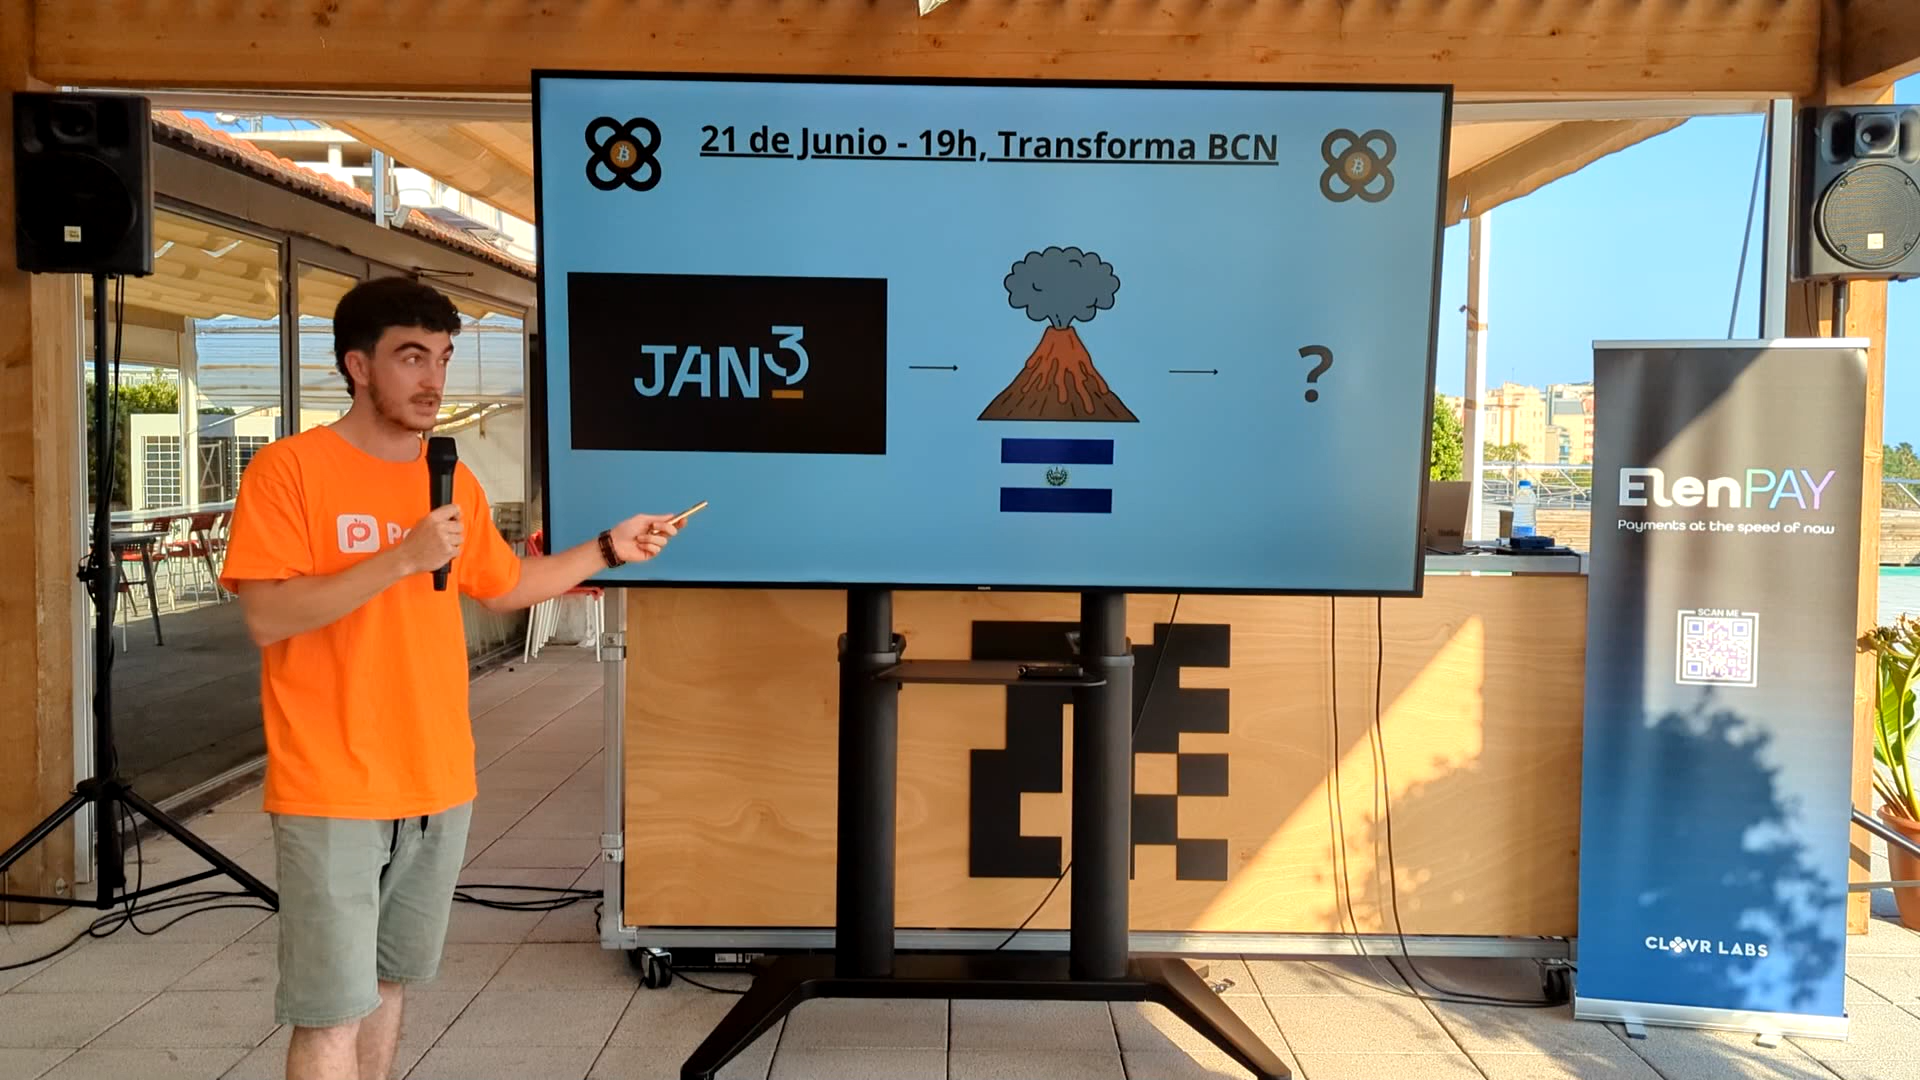 21 de Junio - 19h, Transforma BCN
JAN3
?
ElenPAY
Payments at the speed of now
SCAN ME
CLOVR LABS